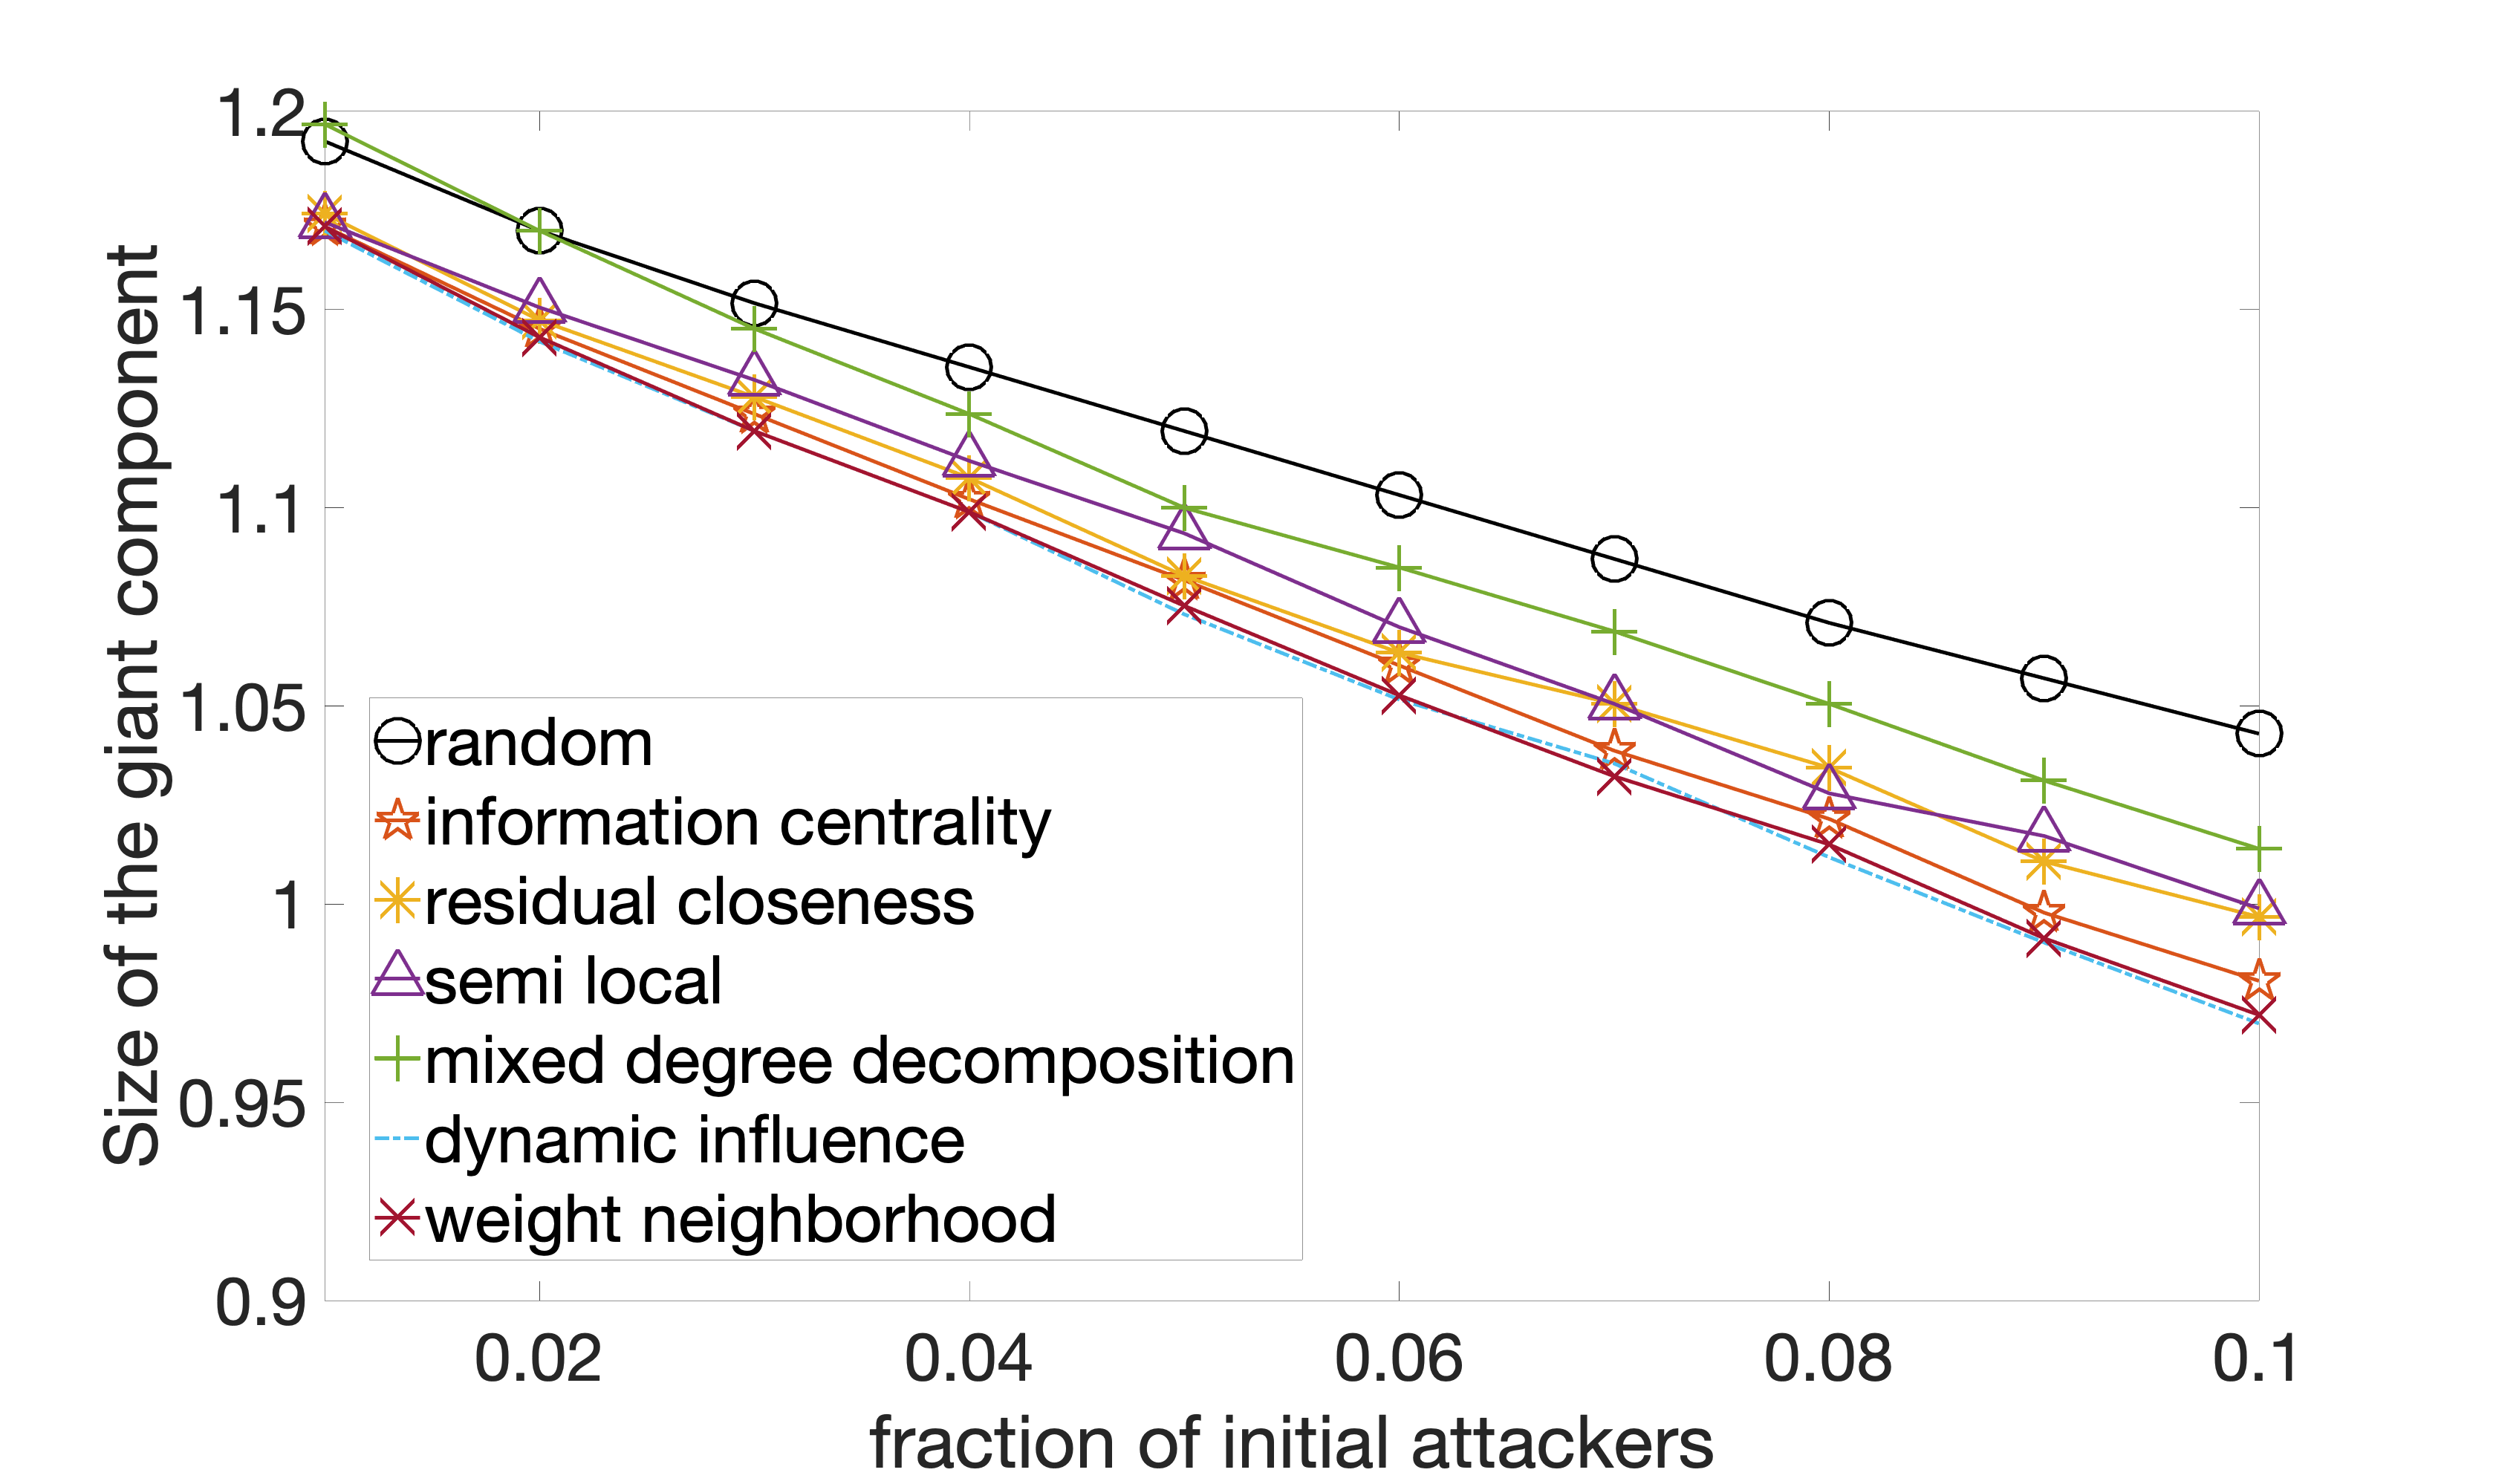 Size of the giant component
1.2
1.15
1.1
1.05
1
0.95
0.9
random
information centrality
residual closeness
semi local
mixed degree decomposition
dynamic influence
weight neighborhood
0.02 0.04 0.06 0.08 0.1
fraction of initial attackers